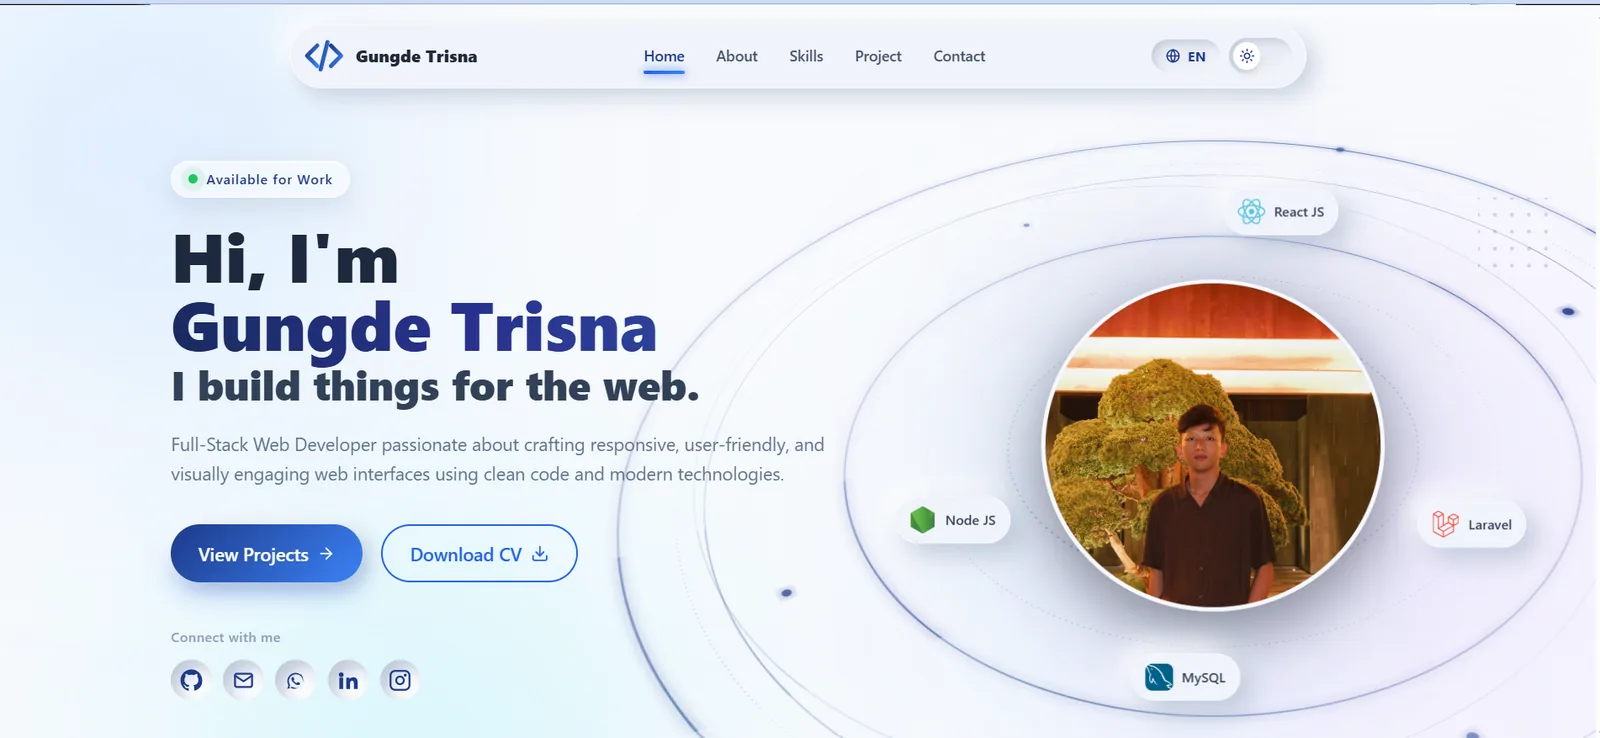 Gungde Trisna
Home
About
Skills
Project
Contact
EN
Available for Work
Hi, I'm
Gungde Trisna
I build things for the web.
Full-Stack Web Developer passionate about crafting responsive, user-friendly, and
visually engaging web interfaces using clean code and modern technologies.
View Projects
Download CV
Connect with me
in
React JS
Node JS
Laravel
MySQL